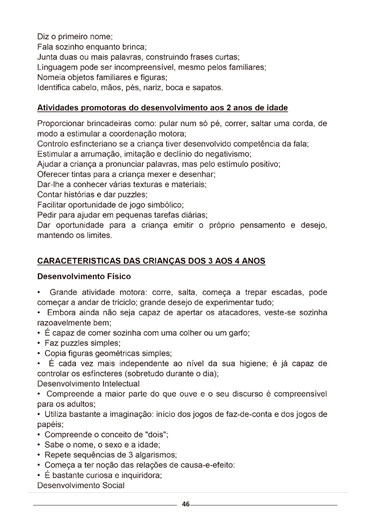 Diz o primeiro nome;
Fala sozinho enquanto brinca;
Junta duas ou mais palavras, construindo frases curtas;
Linguagem pode ser incompreensível, mesmo pelos familiares;
Nomeia objetos familiares e figuras;
Identifica cabelo, mãos, pés, nariz, boca e sapatos.
Atividades promotoras do desenvolvimento aos 2 anos de idade
Proporcionar brincadeiras como: pular num só pé, correr, saltar uma corda, de
modo a estimular a coordenação motora;
Controlo esfincteriano se a criança tiver desenvolvido competência da fala;
Estimular a arrumação, imitação e declínio do negativismo;
Ajudar a criança a pronunciar palavras, mas pelo estímulo positivo;
Oferecer tintas para a criança mexer e desenhar;
Dar-lhe a conhecer várias texturas e materiais;
Contar histórias e dar puzzles;
Facilitar oportunidade de jogo simbólico;
Pedir para ajudar em pequenas tarefas diárias;
Dar oportunidade para a criança emitir o próprio pensamento e desejo,
mantendo os limites.
CARACETERISTICAS DAS CRIANÇAS DOS 3 AOS 4 ANOS
Desenvolvimento Físico
• Grande atividade motora: corre, salta, começa a trepar escadas, pode
começar a andar de triciclo; grande desejo de experimentar tudo;
• Embora ainda não seja capaz de apertar os atacadores, veste-se sozinha
razoavelmente bem;
• É capaz de comer sozinha com uma colher ou um garfo;
• Faz puzzles simples;
• Copia figuras geométricas simples;
• É cada vez mais independente ao nível da sua higiene; é já capaz de
controlar os esfíncteres (sobretudo durante o dia);
Desenvolvimento Intelectual
• Compreende a maior parte do que ouve e o seu discurso é compreensível
para os adultos;
• Utiliza bastante a imaginação: início dos jogos de faz-de-conta e dos jogos de
papéis;
• Compreende o conceito de "dois";
• Sabe o nome, o sexo e a idade;
• Repete sequências de 3 algarismos;
• Começa a ter noção das relações de causa-e-efeito:
• É bastante curiosa e inquiridora;
Desenvolvimento Social
46